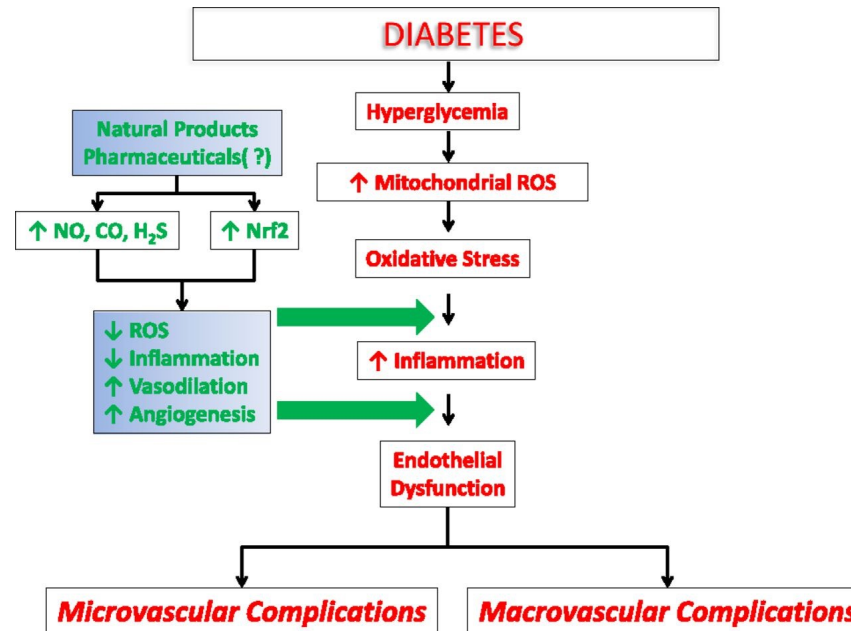 DIABETES
Hyperglycemia
Natural Products
Pharmaceuticals( ?)
↑ Mitochondrial ROS
↑ NO, CO, H₂S
↑ Nrf2
Oxidative Stress
↓ ROS
↓ Inflammation
↑ Vasodilation
↑ Angiogenesis
↑ Inflammation
Endothelial
Dysfunction
Microvascular Complications
Macrovascular Complications